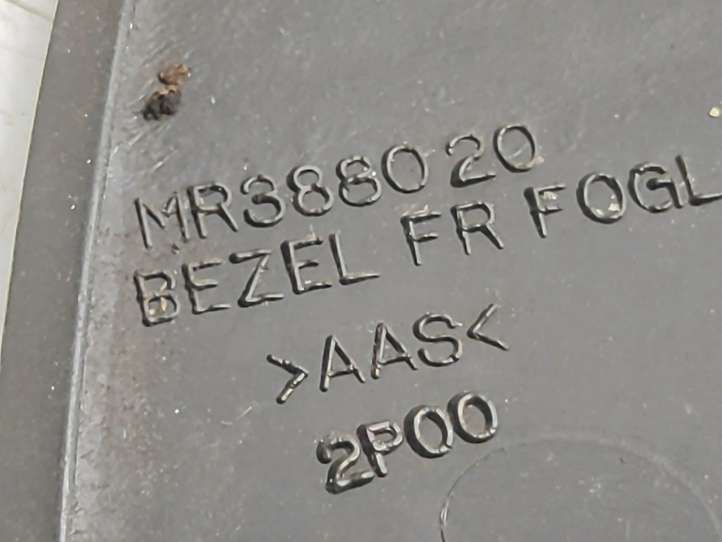 MR388020
BEZEL FR FOGL
>AAS<
2P00